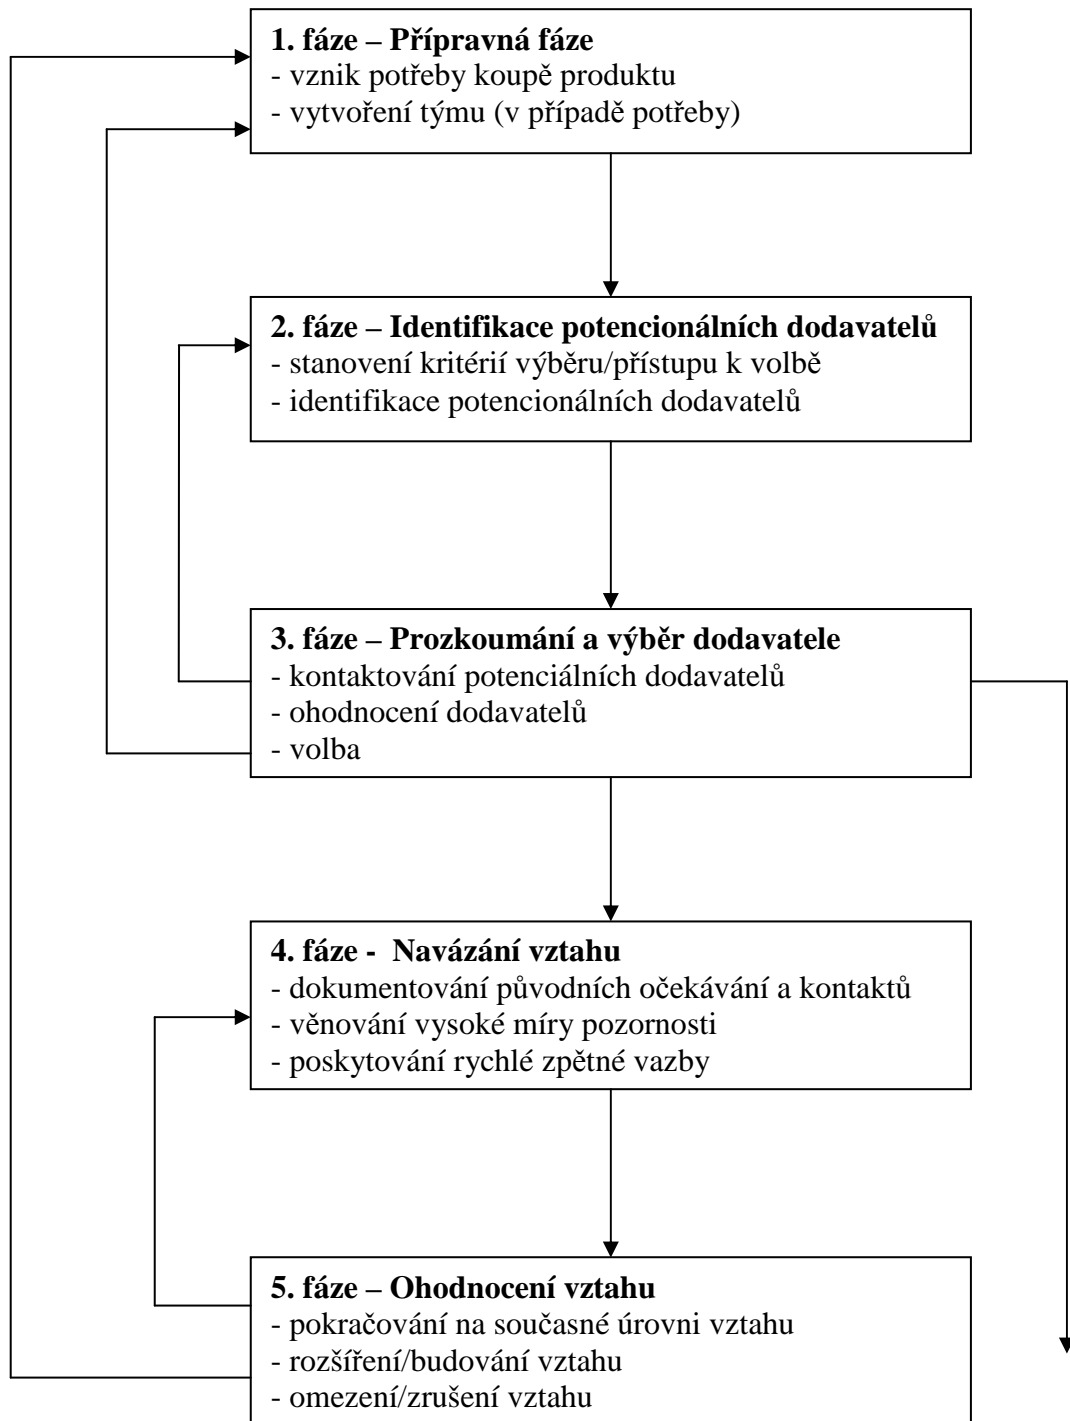 1. fáze – Přípravná fáze
- vznik potřeby koupě produktu
- vytvoření týmu (v případě potřeby)
2. fáze – Identifikace potencionálních dodavatelů
- stanovení kritérií výběru/přístupu k volbě
- identifikace potencionálních dodavatelů
3. fáze – Prozkoumání a výběr dodavatele
- kontaktování potenciálních dodavatelů
- ohodnocení dodavatelů
- volba
4. fáze - Navázání vztahu
- dokumentování původních očekávání a kontaktů
- věnování vysoké míry pozornosti
- poskytování rychlé zpětné vazby
5. fáze – Ohodnocení vztahu
- pokračování na současné úrovni vztahu
- rozšíření/budování vztahu
- omezení/zrušení vztahu